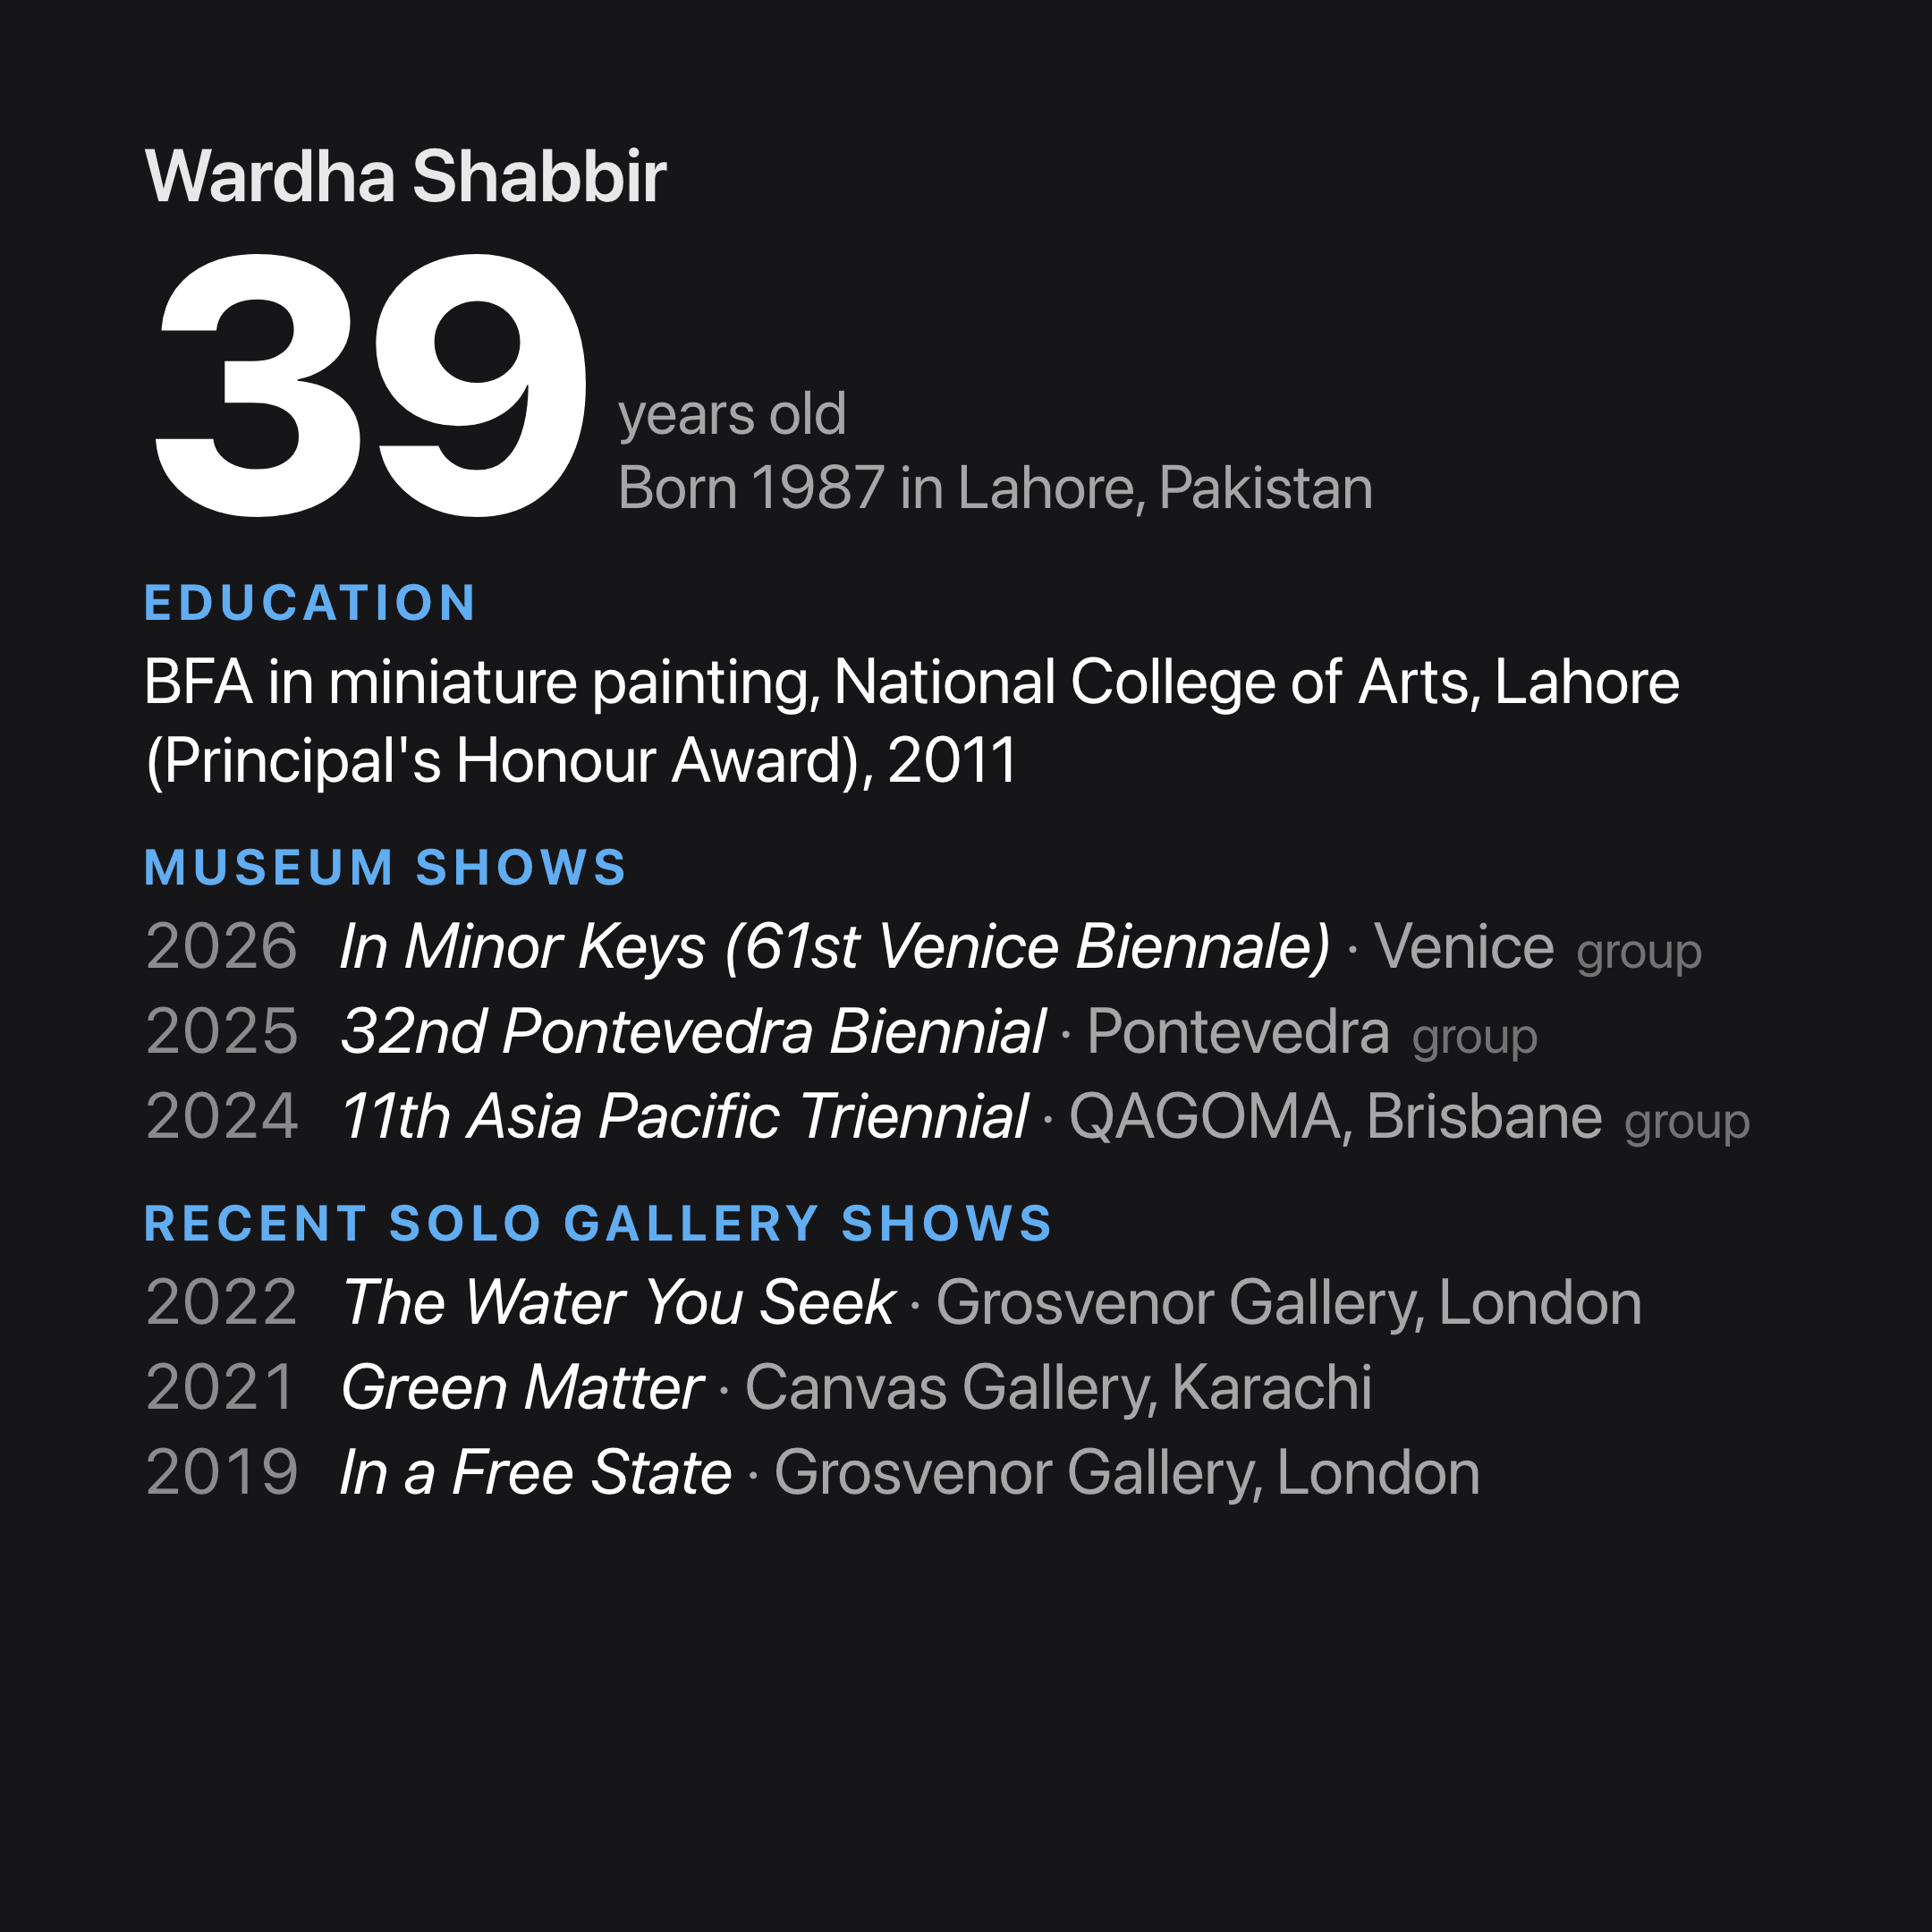 Wardha Shabbir
39 years old
Born 1987 in Lahore, Pakistan
EDUCATION
BFA in miniature painting, National College of Arts, Lahore
(Principal's Honour Award), 2011
MUSEUM SHOWS
2026 In Minor Keys (61st Venice Biennale) · Venice group
2025 32nd Pontevedra Biennial · Pontevedra group
2024 11th Asia Pacific Triennial · QAGOMA, Brisbane group
RECENT SOLO GALLERY SHOWS
2022 The Water You Seek · Grosvenor Gallery, London
2021 Green Matter · Canvas Gallery, Karachi
2019 In a Free State · Grosvenor Gallery, London